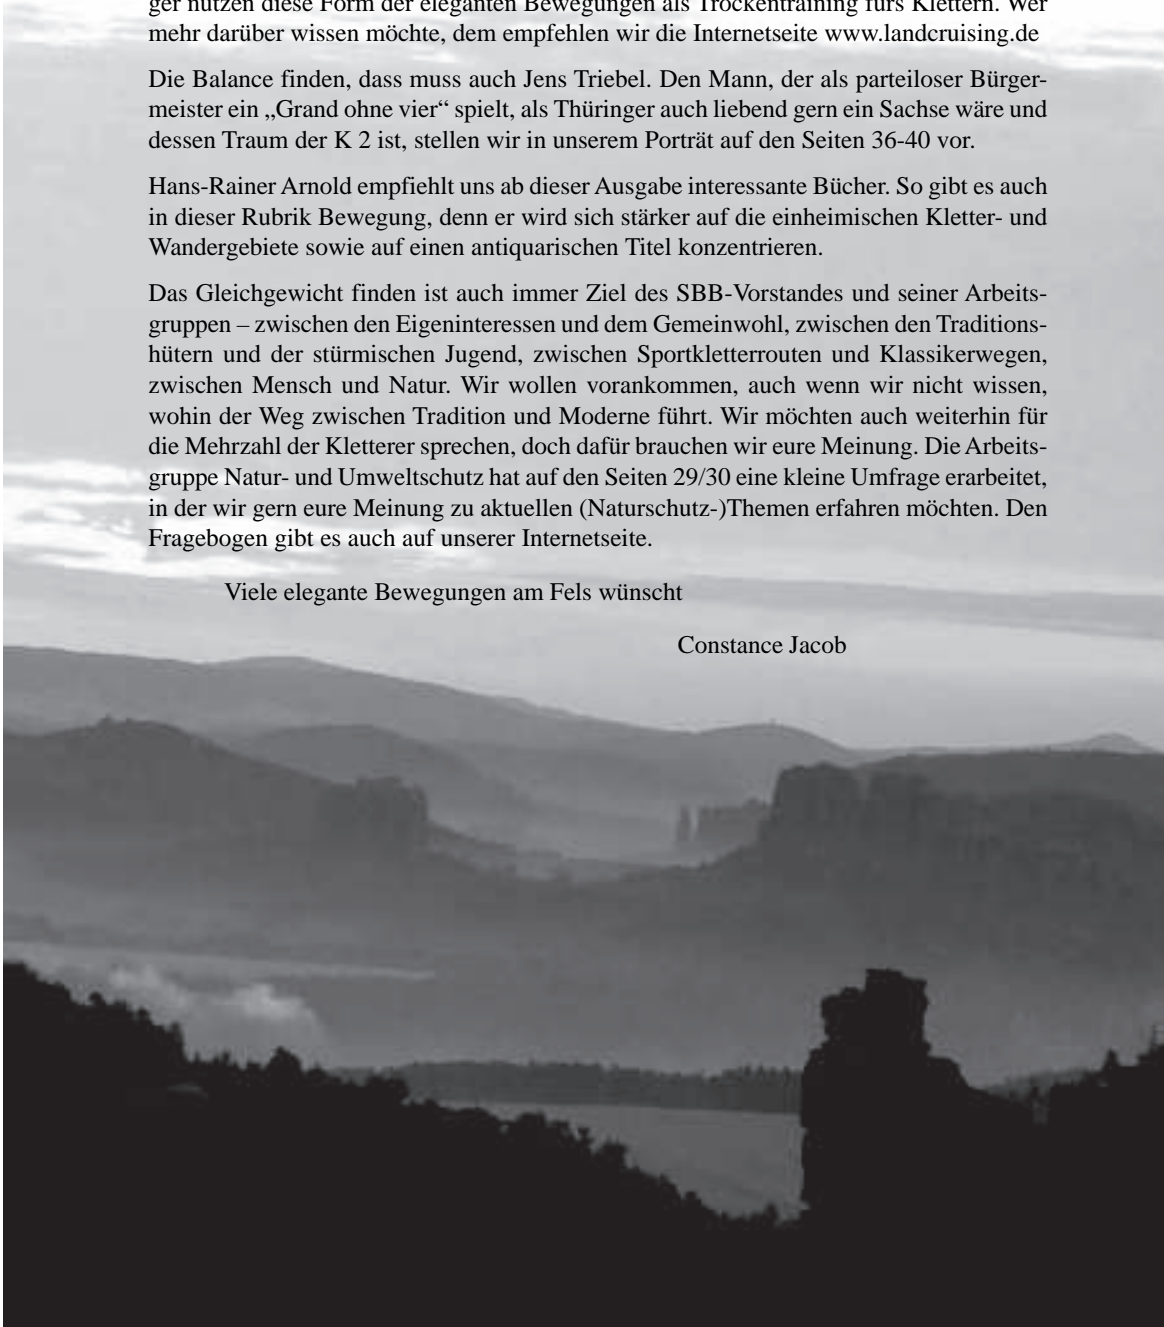 ger nutzen diese Form der eleganten Bewegungen als Trockentraining fürs Klettern. Wer
mehr darüber wissen möchte, dem empfehlen wir die Internetseite www.landcruising.de
Die Balance finden, dass muss auch Jens Triebel. Den Mann, der als parteiloser Bürger-
meister ein „Grand ohne vier“ spielt, als Thüringer auch liebend gern ein Sachse wäre und
dessen Traum der K 2 ist, stellen wir in unserem Porträt auf den Seiten 36-40 vor.
Hans-Rainer Arnold empfiehlt uns ab dieser Ausgabe interessante Bücher. So gibt es auch
in dieser Rubrik Bewegung, denn er wird sich stärker auf die einheimischen Kletter- und
Wandergebiete sowie auf einen antiquarischen Titel konzentrieren.
Das Gleichgewicht finden ist auch immer Ziel des SBB-Vorstandes und seiner Arbeits-
gruppen – zwischen den Eigeninteressen und dem Gemeinwohl, zwischen den Traditions-
hütern und der stürmischen Jugend, zwischen Sportkletterrouten und Klassikerwegen,
zwischen Mensch und Natur. Wir wollen vorankommen, auch wenn wir nicht wissen,
wohin der Weg zwischen Tradition und Moderne führt. Wir möchten auch weiterhin für
die Mehrzahl der Kletterer sprechen, doch dafür brauchen wir eure Meinung. Die Arbeits-
gruppe Natur- und Umweltschutz hat auf den Seiten 29/30 eine kleine Umfrage erarbeitet,
in der wir gern eure Meinung zu aktuellen (Naturschutz-)Themen erfahren möchten. Den
Fragebogen gibt es auch auf unserer Internetseite.
Viele elegante Bewegungen am Fels wünscht
Constance Jacob